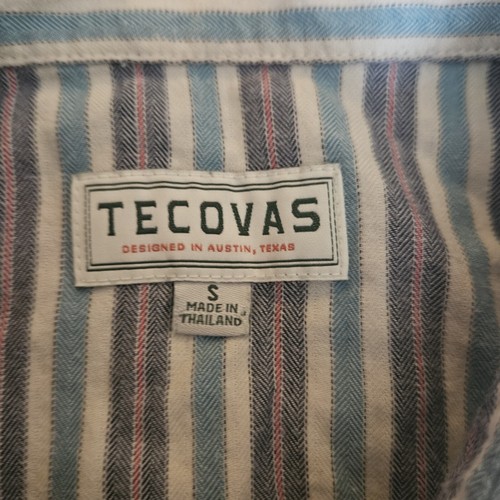 TECOVAS
DESIGNED IN AUSTIN, TEXAS
S
MADE IN
THAILAND